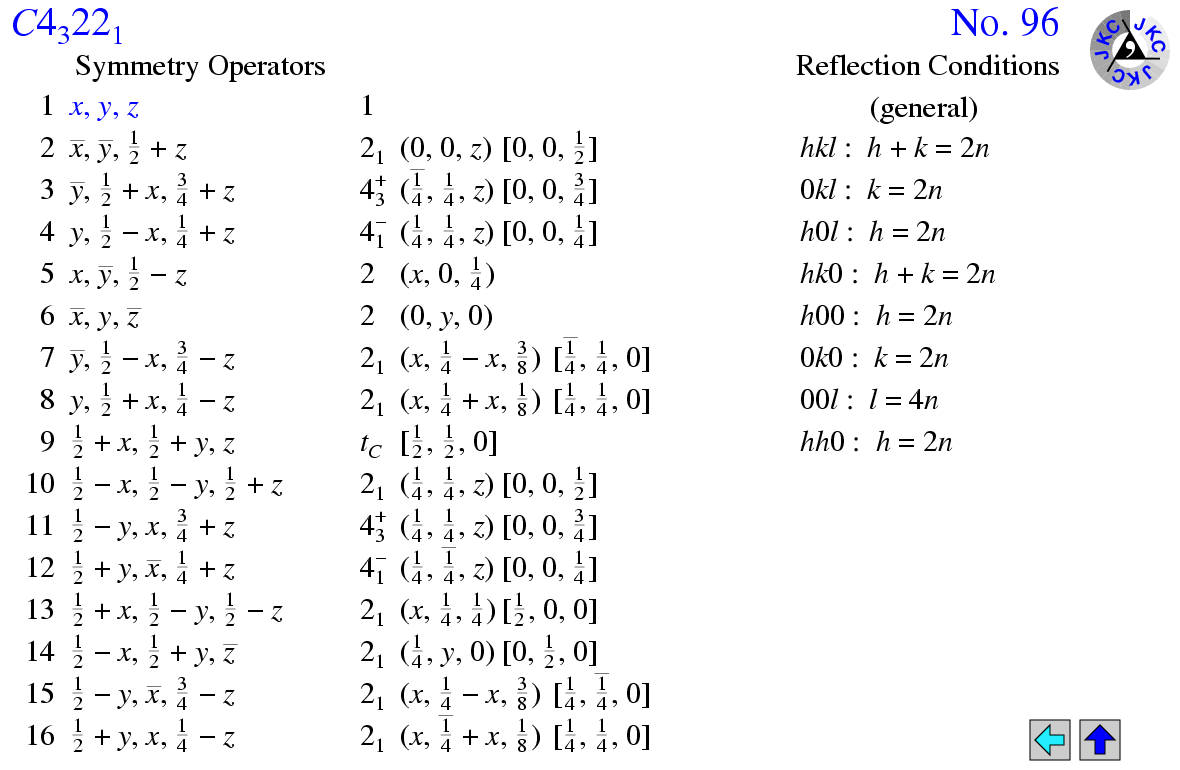 C4₃22₁ No. 96
JKC JKC JKC JKC
Symmetry Operators Reflection Conditions
1 x, y, z 1 (general)
2 x̅, y̅, 1/2 + z 2₁ (0, 0, z) [0, 0, 1/2] hkl : h + k = 2n
3 y̅, 1/2 + x, 3/4 + z 4₃⁺ (1̅/4, 1/4, z) [0, 0, 3/4] 0kl : k = 2n
4 y, 1/2 − x, 1/4 + z 4₁⁻ (1/4, 1/4, z) [0, 0, 1/4] h0l : h = 2n
5 x, y̅, 1/2 − z 2 (x, 0, 1/4) hk0 : h + k = 2n
6 x̅, y, z̅ 2 (0, y, 0) h00 : h = 2n
7 y̅, 1/2 − x, 3/4 − z 2₁ (x, 1/4 − x, 3/8) [1̅/4, 1/4, 0] 0k0 : k = 2n
8 y, 1/2 + x, 1/4 − z 2₁ (x, 1/4 + x, 1/8) [1/4, 1/4, 0] 00l : l = 4n
9 1/2 + x, 1/2 + y, z t_C [1/2, 1/2, 0] hh0 : h = 2n
10 1/2 − x, 1/2 − y, 1/2 + z 2₁ (1/4, 1/4, z) [0, 0, 1/2]
11 1/2 − y, x, 3/4 + z 4₃⁺ (1/4, 1/4, z) [0, 0, 3/4]
12 1/2 + y, x̅, 1/4 + z 4₁⁻ (1/4, 1̅/4, z) [0, 0, 1/4]
13 1/2 + x, 1/2 − y, 1/2 − z 2₁ (x, 1/4, 1/4) [1/2, 0, 0]
14 1/2 − x, 1/2 + y, z̅ 2₁ (1/4, y, 0) [0, 1/2, 0]
15 1/2 − y, x̅, 3/4 − z 2₁ (x, 1/4 − x, 3/8) [1/4, 1̅/4, 0]
16 1/2 + y, x, 1/4 − z 2₁ (x, 1̅/4 + x, 1/8) [1/4, 1/4, 0]